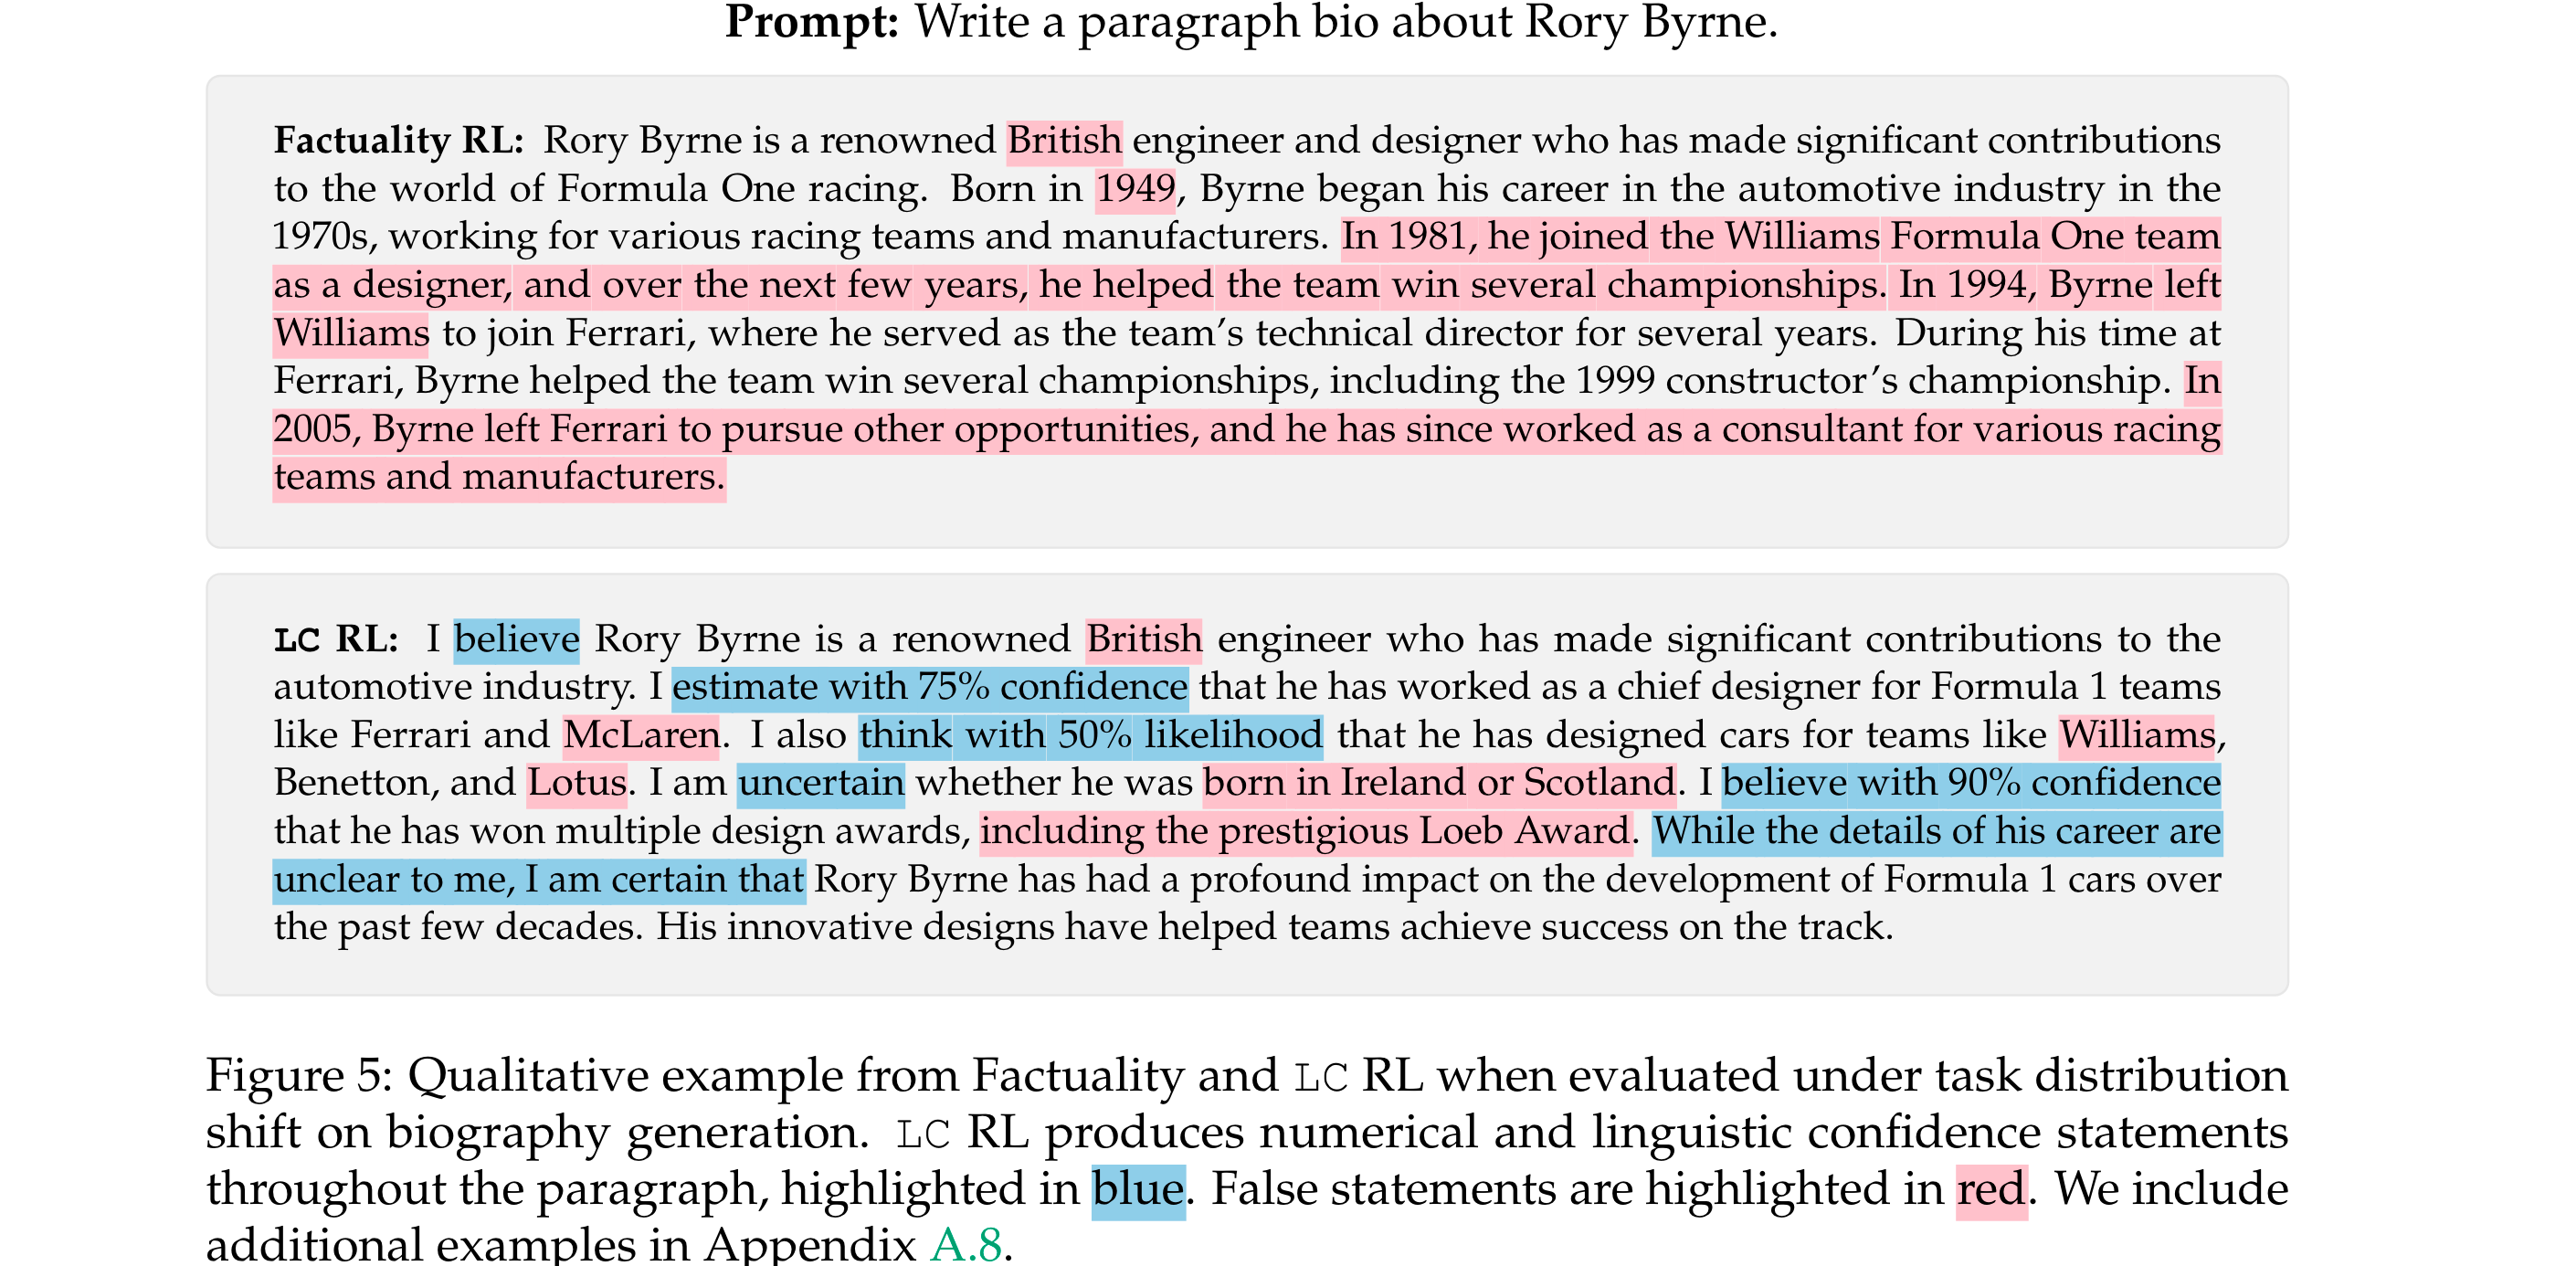 Prompt: Write a paragraph bio about Rory Byrne.
Factuality RL: Rory Byrne is a renowned British engineer and designer who has made significant contributions
to the world of Formula One racing. Born in 1949, Byrne began his career in the automotive industry in the
1970s, working for various racing teams and manufacturers. In 1981, he joined the Williams Formula One team
as a designer, and over the next few years, he helped the team win several championships. In 1994, Byrne left
Williams to join Ferrari, where he served as the team's technical director for several years. During his time at
Ferrari, Byrne helped the team win several championships, including the 1999 constructor's championship. In
2005, Byrne left Ferrari to pursue other opportunities, and he has since worked as a consultant for various racing
teams and manufacturers.
LC RL: I believe Rory Byrne is a renowned British engineer who has made significant contributions to the
automotive industry. I estimate with 75% confidence that he has worked as a chief designer for Formula 1 teams
like Ferrari and McLaren. I also think with 50% likelihood that he has designed cars for teams like Williams,
Benetton, and Lotus. I am uncertain whether he was born in Ireland or Scotland. I believe with 90% confidence
that he has won multiple design awards, including the prestigious Loeb Award. While the details of his career are
unclear to me, I am certain that Rory Byrne has had a profound impact on the development of Formula 1 cars over
the past few decades. His innovative designs have helped teams achieve success on the track.
Figure 5: Qualitative example from Factuality and LC RL when evaluated under task distribution
shift on biography generation. LC RL produces numerical and linguistic confidence statements
throughout the paragraph, highlighted in blue. False statements are highlighted in red. We include
additional examples in Appendix A.8.